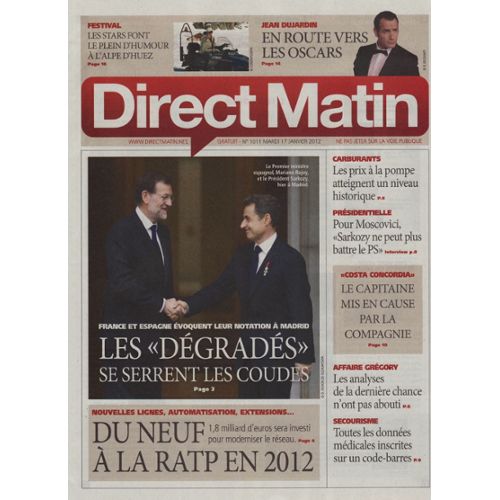 FESTIVAL
LES STARS FONT
LE PLEIN D'HUMOUR
À L'ALPE D'HUEZ
Page 16
JEAN DUJARDIN
EN ROUTE VERS
LES OSCARS
Page 16
Direct Matin
WWW.DIRECTMATIN.NET
GRATUIT - N° 1011 MARDI 17 JANVIER 2012
NE PAS JETER SUR LA VOIE PUBLIQUE
Le Premier ministre
espagnol, Mariano Rajoy,
et le Président Sarkozy,
hier à Madrid.
FRANCE ET ESPAGNE ÉVOQUENT LEUR NOTATION À MADRID
LES «DÉGRADÉS»
SE SERRENT LES COUDES
Page 3
NOUVELLES LIGNES, AUTOMATISATION, EXTENSIONS...
DU NEUF
1,8 milliard d'euros sera investi
pour moderniser le réseau. Page 4
À LA RATP EN 2012
CARBURANTS
Les prix à la pompe
atteignent un niveau
historique
PRÉSIDENTIELLE
Pour Moscovici,
«Sarkozy ne peut plus
battre le PS» Interview p.8
«COSTA CONCORDIA»
LE CAPITAINE
MIS EN CAUSE
PAR LA
COMPAGNIE
Page 10
AFFAIRE GRÉGORY
Les analyses
de la dernière chance
n'ont pas abouti P.6
SECOURISME
Toutes les données
médicales inscrites
sur un code-barres